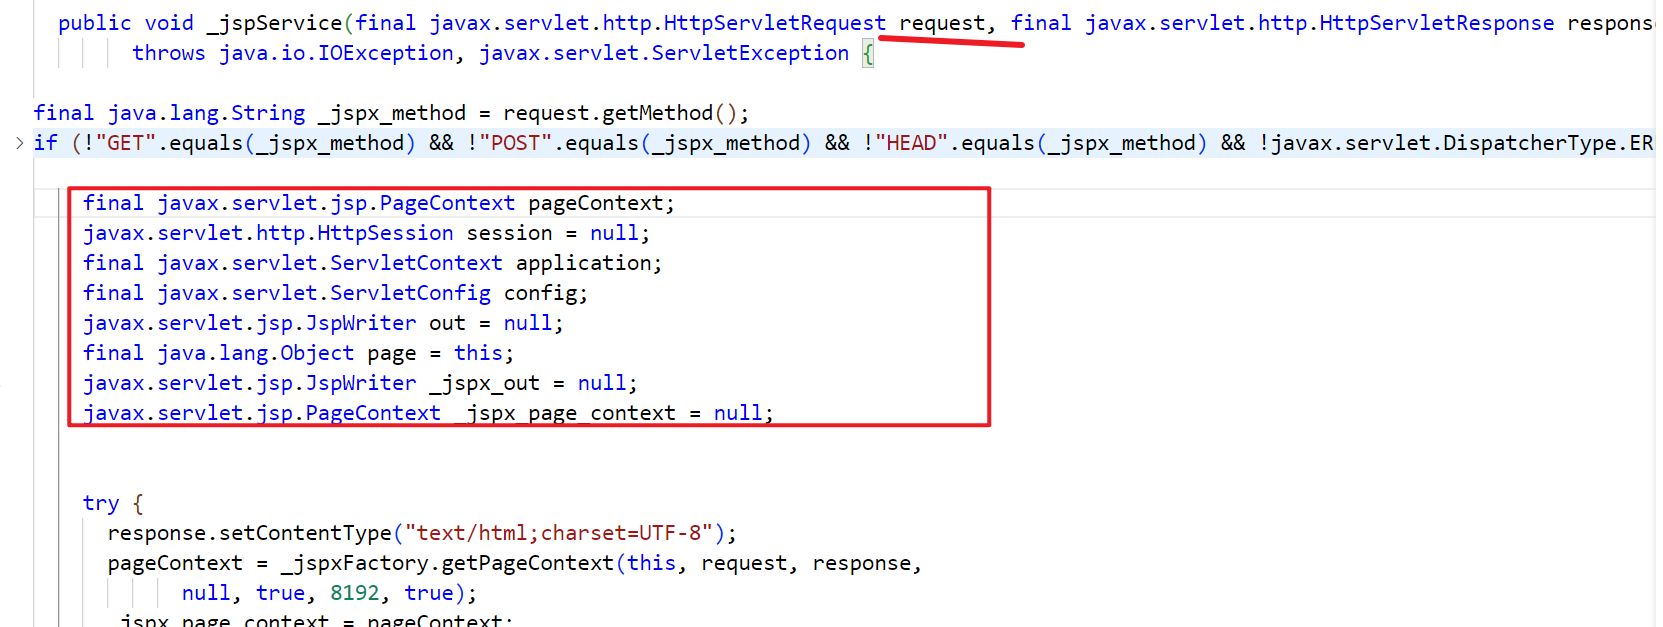 public void _jspService(final javax.servlet.http.HttpServletRequest request, final javax.servlet.http.HttpServletResponse respons
throws java.io.IOException, javax.servlet.ServletException {
final java.lang.String _jspx_method = request.getMethod();
if (!"GET".equals(_jspx_method) && !"POST".equals(_jspx_method) && !"HEAD".equals(_jspx_method) && !javax.servlet.DispatcherType.ER
final javax.servlet.jsp.PageContext pageContext;
javax.servlet.http.HttpSession session = null;
final javax.servlet.ServletContext application;
final javax.servlet.ServletConfig config;
javax.servlet.jsp.JspWriter out = null;
final java.lang.Object page = this;
javax.servlet.jsp.JspWriter _jspx_out = null;
javax.servlet.jsp.PageContext _jspx_page_context = null;
try {
response.setContentType("text/html;charset=UTF-8");
pageContext = _jspxFactory.getPageContext(this, request, response,
null, true, 8192, true);
_jspx_page_context = pageContext;